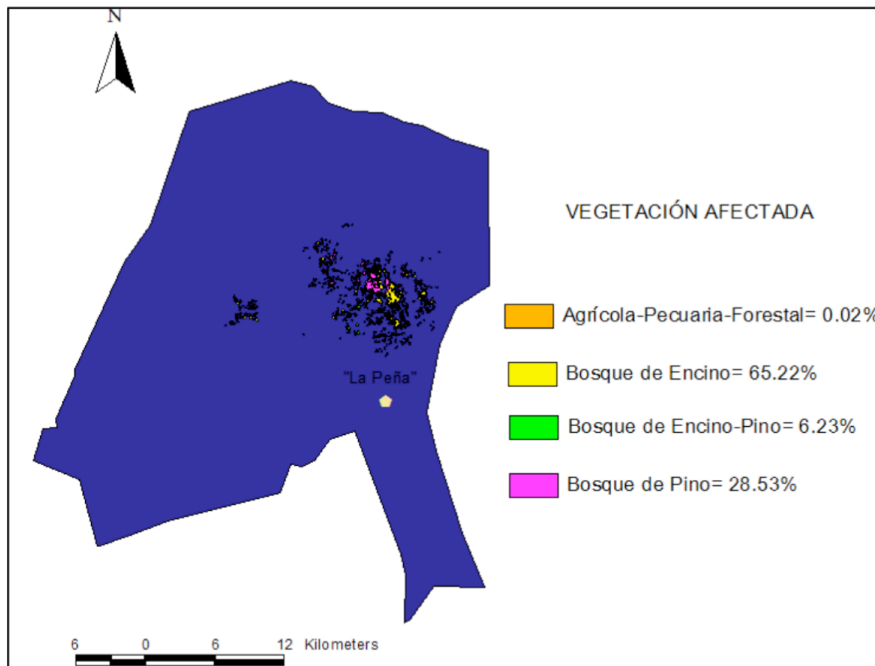 N
VEGETACIÓN AFECTADA
Agrícola-Pecuaria-Forestal= 0.02%
Bosque de Encino= 65.22%
"La Peña"
Bosque de Encino-Pino= 6.23%
Bosque de Pino= 28.53%
6 0 6 12 Kilometers